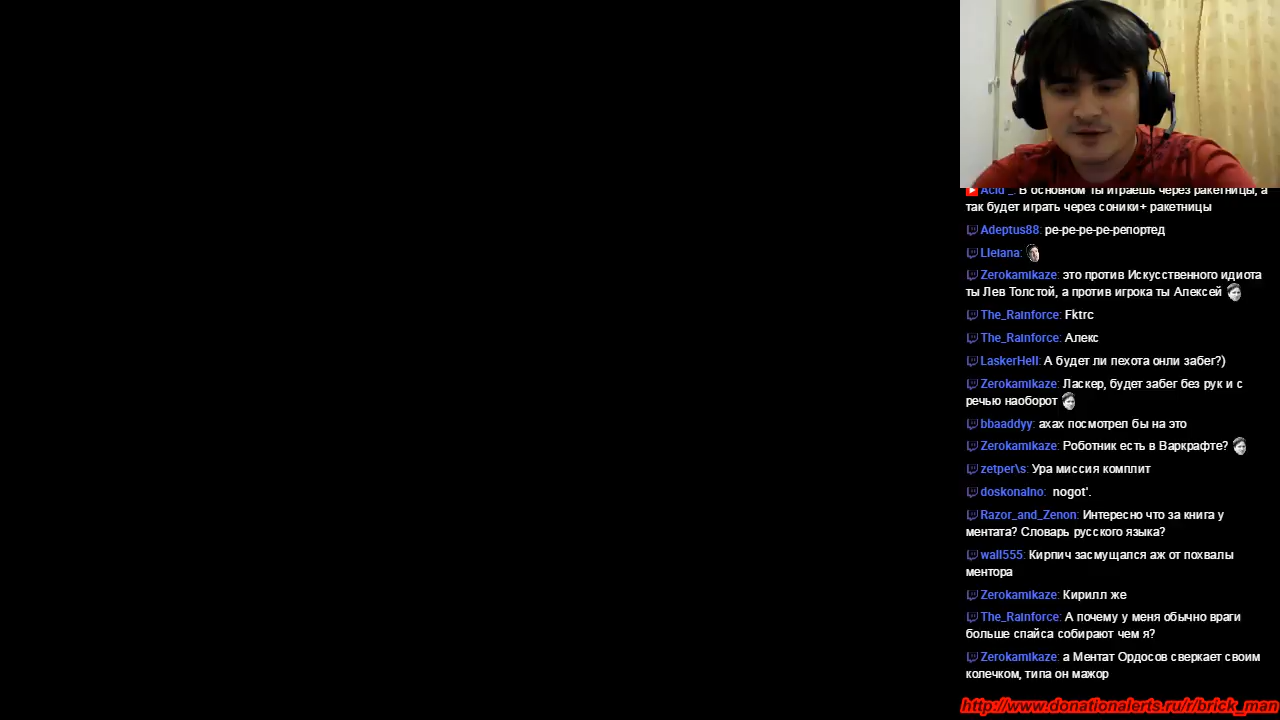 Acid_: В основном ты играешь через ракетницы, а
так будет играть через соники+ ракетницы
Adeptus88: ре-ре-ре-ре-репортед
Lleiana:
Zerokamikaze: это против Искусственного идиота
ты Лев Толстой, а против игрока ты Алексей
The_Rainforce: Fktrc
The_Rainforce: Алекс
LaskerHell: А будет ли пехота онли забег?)
Zerokamikaze: Ласкер, будет забег без рук и с
речью наоборот
bbaaddyy: ахах посмотрел бы на это
Zerokamikaze: Роботник есть в Варкрафте?
zetper\s: Ура миссия комплит
doskonalno: nogot'.
Razor_and_Zenon: Интересно что за книга у
ментата? Словарь русского языка?
wall555: Кирпич засмущался аж от похвалы
ментора
Zerokamikaze: Кирилл же
The_Rainforce: А почему у меня обычно враги
больше спайса собирают чем я?
Zerokamikaze: а Ментат Ордосов сверкает своим
колечком, типа он мажор
http://www.donationalerts.ru/r/brick_man